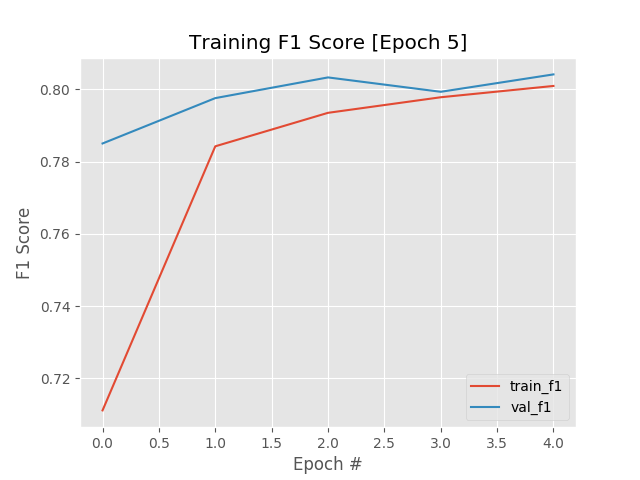 Training F1 Score [Epoch 5]
F1 Score
0.80
0.78
0.76
0.74
0.72
train_f1
val_f1
0.0 0.5 1.0 1.5 2.0 2.5 3.0 3.5 4.0
Epoch #